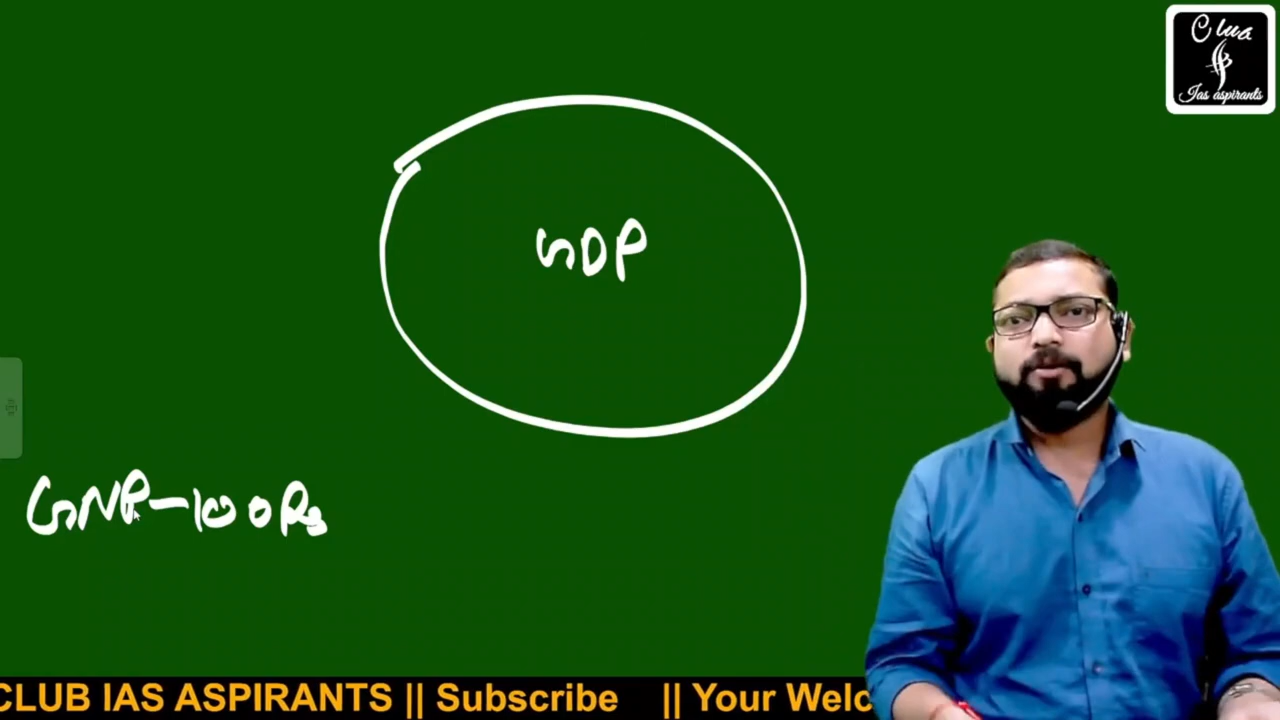 Club
Ias aspirants
GDP
GNP-100Rs
CLUB IAS ASPIRANTS || Subscribe || Your Welc